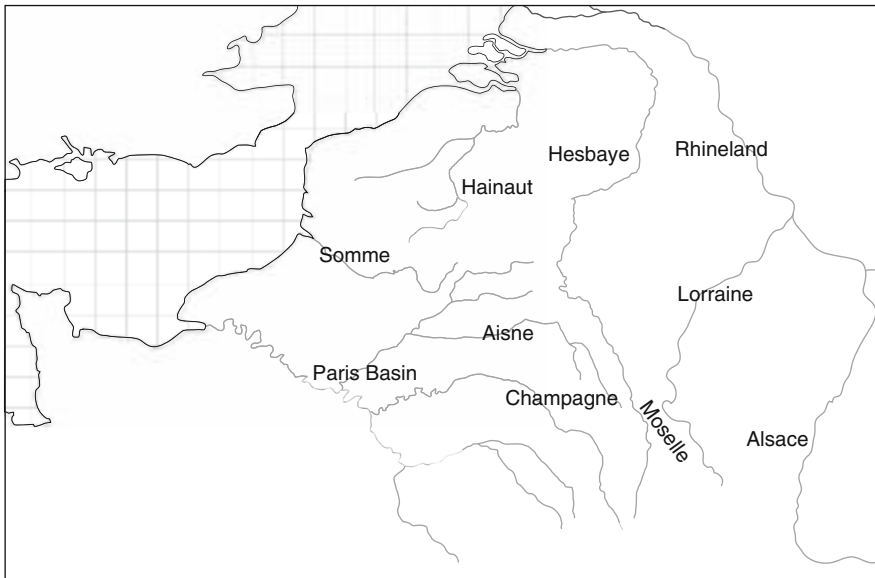 Hesbaye
Rhineland
Hainaut
Somme
Lorraine
Aisne
Paris Basin
Champagne
Moselle
Alsace